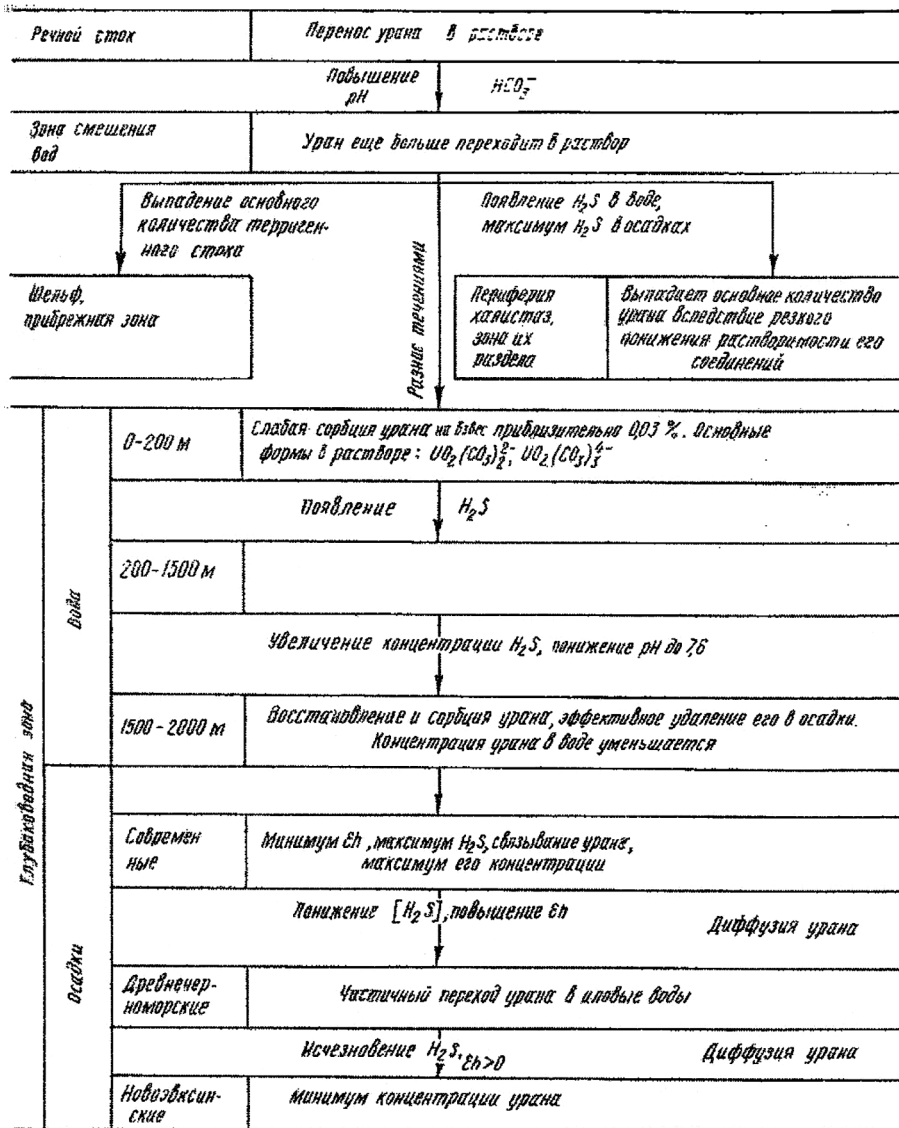 Речной сток
Перенос урана в растворе
Повышение
pH
HCO₃⁻
Зона смешения
вод
Уран еще больше переходит в раствор
Выпадение основного
количества терриген-
ного стока
Разнос течениями
Появление H₂S в воде,
максимум H₂S в осадках
Шельф,
прибрежная зона
Периферия
халистаз,
зона их
раздела
Выпадает основное количество
урана вследствие резкого
понижения растворимости его
соединений
Глубоководная зона
Вода
0-200 м
Слабая сорбция урана на взвес приблизительно 0,03 %. Основные
формы в растворе: UO₂(CO₃)₂²⁻, UO₂(CO₃)₃⁴⁻
Появление H₂S
200-1500 м
Увеличение концентрации H₂S, понижение pH до 7,6
1500-2000 м
Восстановление и сорбция урана, эффективное удаление его в осадки.
Концентрация урана в воде уменьшается
Осадки
Современ
ные
Минимум Eh, максимум H₂S, связывание урана,
максимум его концентрации
Понижение [H₂S], повышение Eh
Диффузия урана
Древнечер-
номорские
Частичный переход урана в иловые воды
Исчезновение H₂S, Eh>0
Диффузия урана
Новоэвксин-
ские
минимум концентрации урана